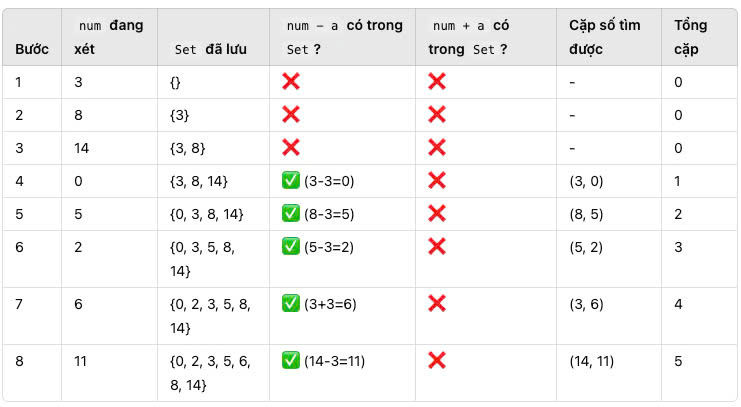 Bước | num đang xét | Set đã lưu | num − a có trong Set ? | num + a có trong Set ? | Cặp số tìm được | Tổng cặp
1 | 3 | {} | ❌ | ❌ | - | 0
2 | 8 | {3} | ❌ | ❌ | - | 0
3 | 14 | {3, 8} | ❌ | ❌ | - | 0
4 | 0 | {3, 8, 14} | ✅ (3-3=0) | ❌ | (3, 0) | 1
5 | 5 | {0, 3, 8, 14} | ✅ (8-3=5) | ❌ | (8, 5) | 2
6 | 2 | {0, 3, 5, 8, 14} | ✅ (5-3=2) | ❌ | (5, 2) | 3
7 | 6 | {0, 2, 3, 5, 8, 14} | ✅ (3+3=6) | ❌ | (3, 6) | 4
8 | 11 | {0, 2, 3, 5, 6, 8, 14} | ✅ (14-3=11) | ❌ | (14, 11) | 5